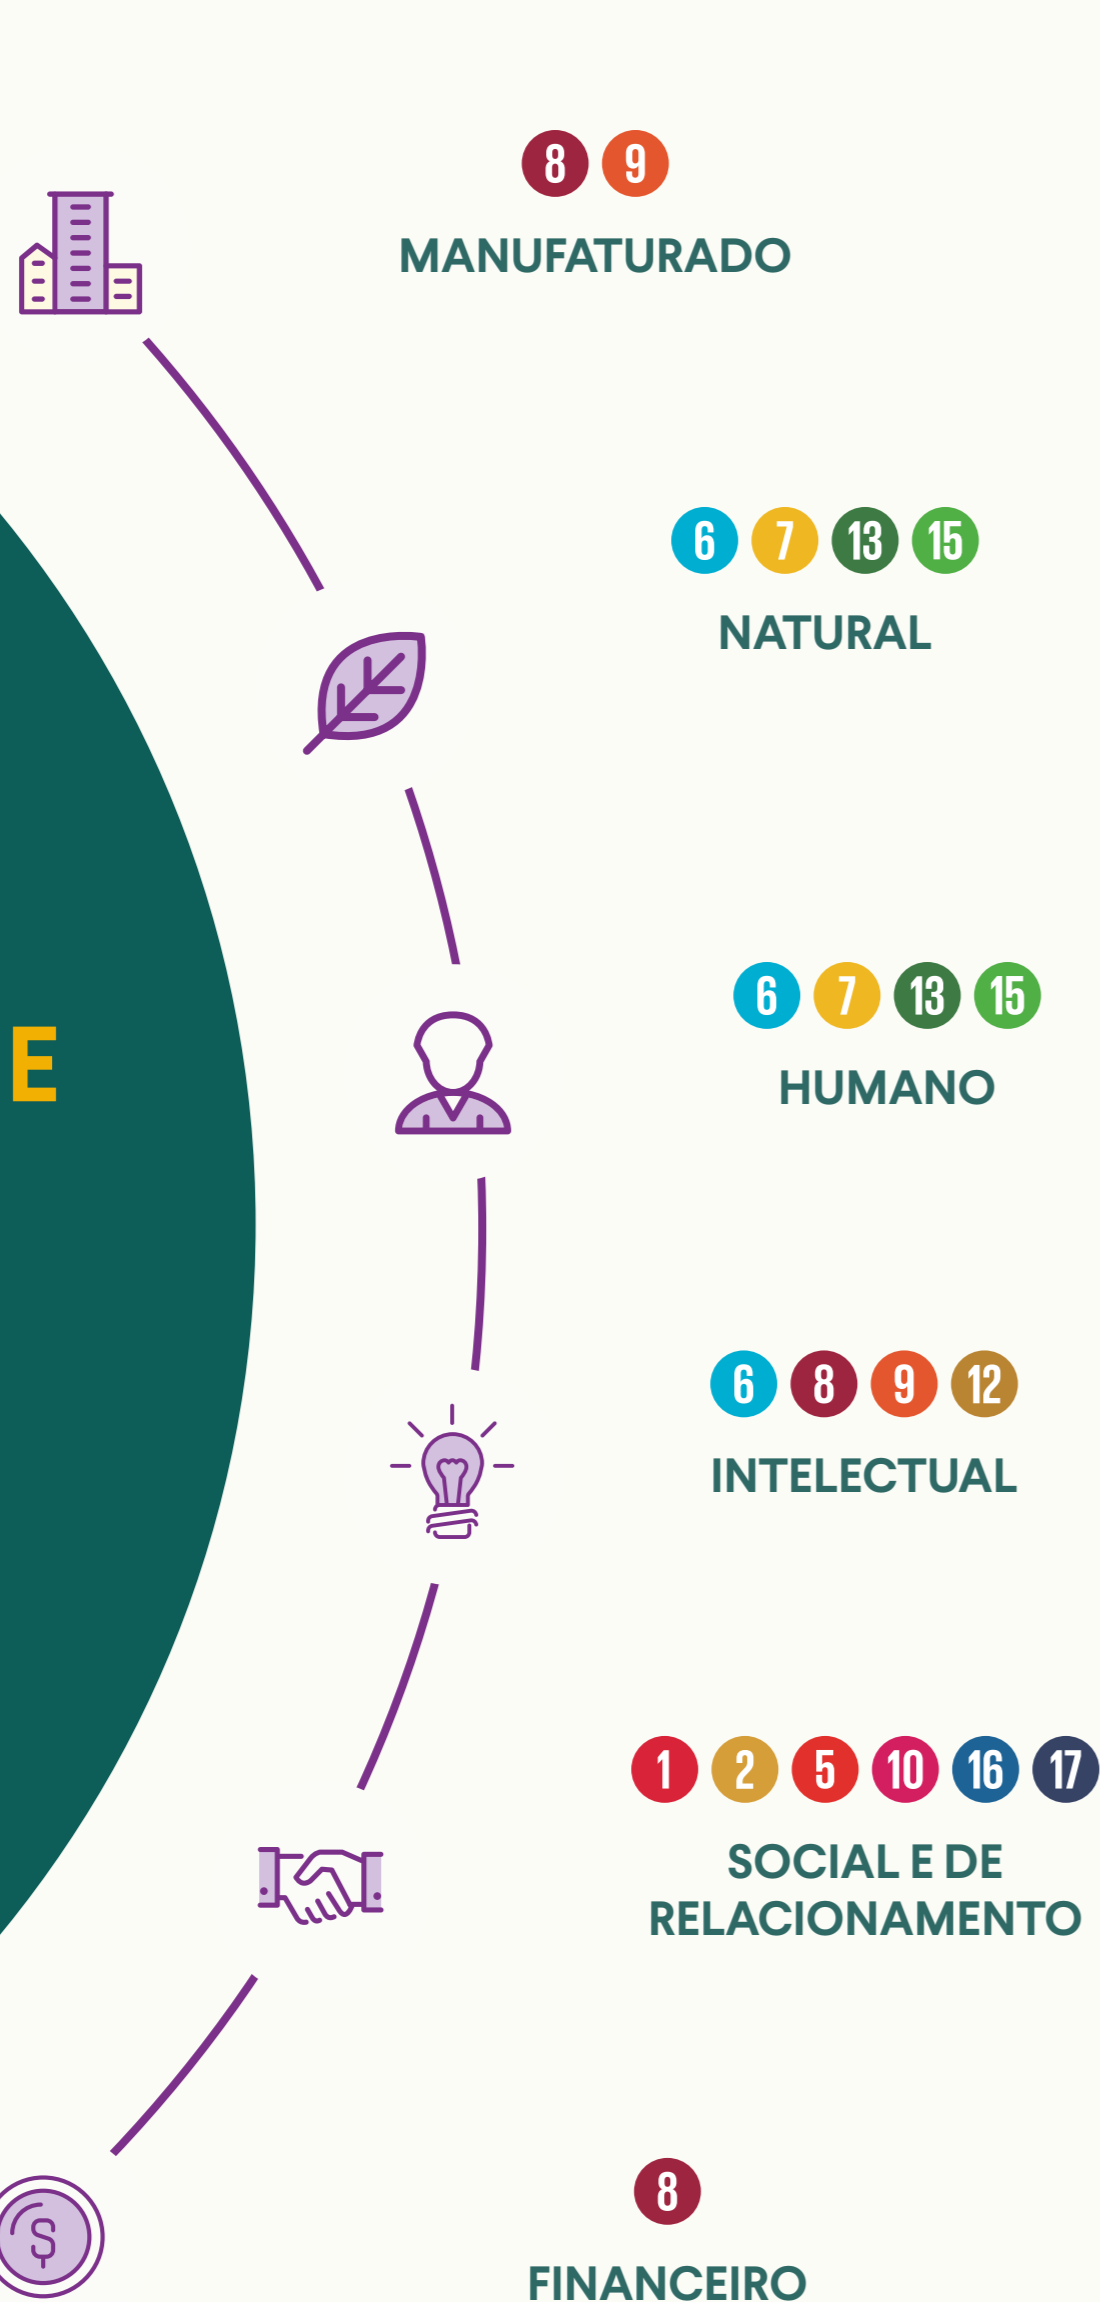 8 9
MANUFATURADO
6 7 13 15
NATURAL
6 7 13 15
HUMANO
E
6 8 9 12
INTELECTUAL
1 2 5 10 16 17
SOCIAL E DE
RELACIONAMENTO
8
FINANCEIRO
$